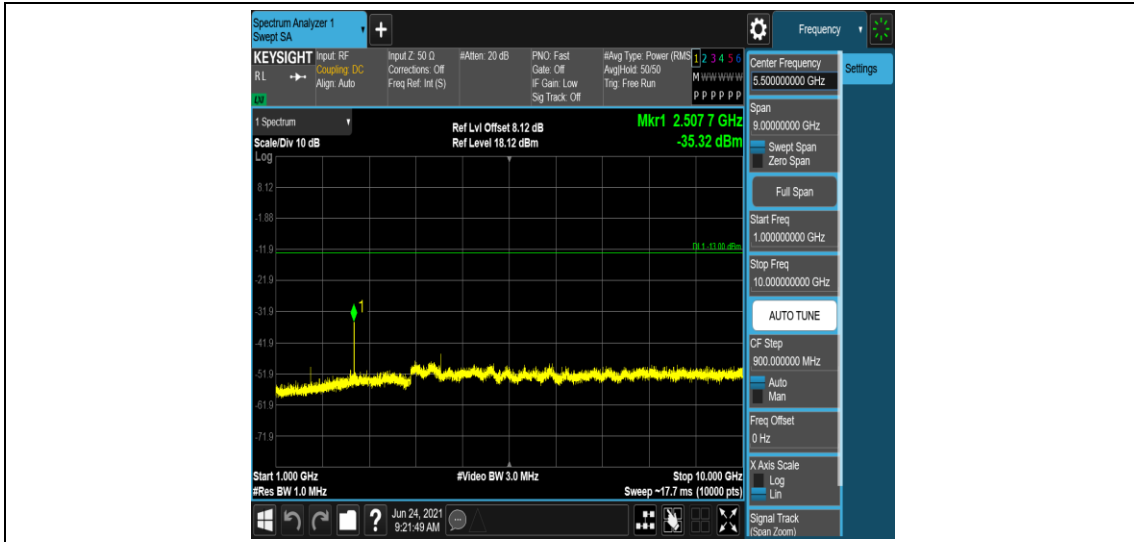 Spectrum Analyzer 1
Swept SA
+
Frequency
KEYSIGHT
RL
Input: RF
Coupling: DC
Align: Auto
Input Z: 50 Ω
Corrections: Off
Freq Ref: Int (S)
#Atten: 20 dB
PNO: Fast
Gate: Off
IF Gain: Low
Sig Track: Off
#Avg Type: Power (RMS
Avg|Hold: 50/50
Trig: Free Run
1 2 3 4 5 6
M W W W W W
P P P P P P
1 Spectrum
Scale/Div 10 dB
Log
Ref Lvl Offset 8.12 dB
Ref Level 18.12 dBm
Mkr1 2.507 7 GHz
-35.32 dBm
8.12
-1.88
-11.9
DL1 -13.00 dBm
-21.9
-31.9
1
-41.9
-51.9
-61.9
-71.9
Start 1.000 GHz
#Res BW 1.0 MHz
#Video BW 3.0 MHz
Stop 10.000 GHz
Sweep ~17.7 ms (10000 pts)
Center Frequency
5.500000000 GHz
Settings
Span
9.00000000 GHz
Swept Span
Zero Span
Full Span
Start Freq
1.000000000 GHz
Stop Freq
10.000000000 GHz
AUTO TUNE
CF Step
900.000000 MHz
Auto
Man
Freq Offset
0 Hz
X Axis Scale
Log
Lin
Signal Track
(Span Zoom)
?
Jun 24, 2021
9:21:49 AM